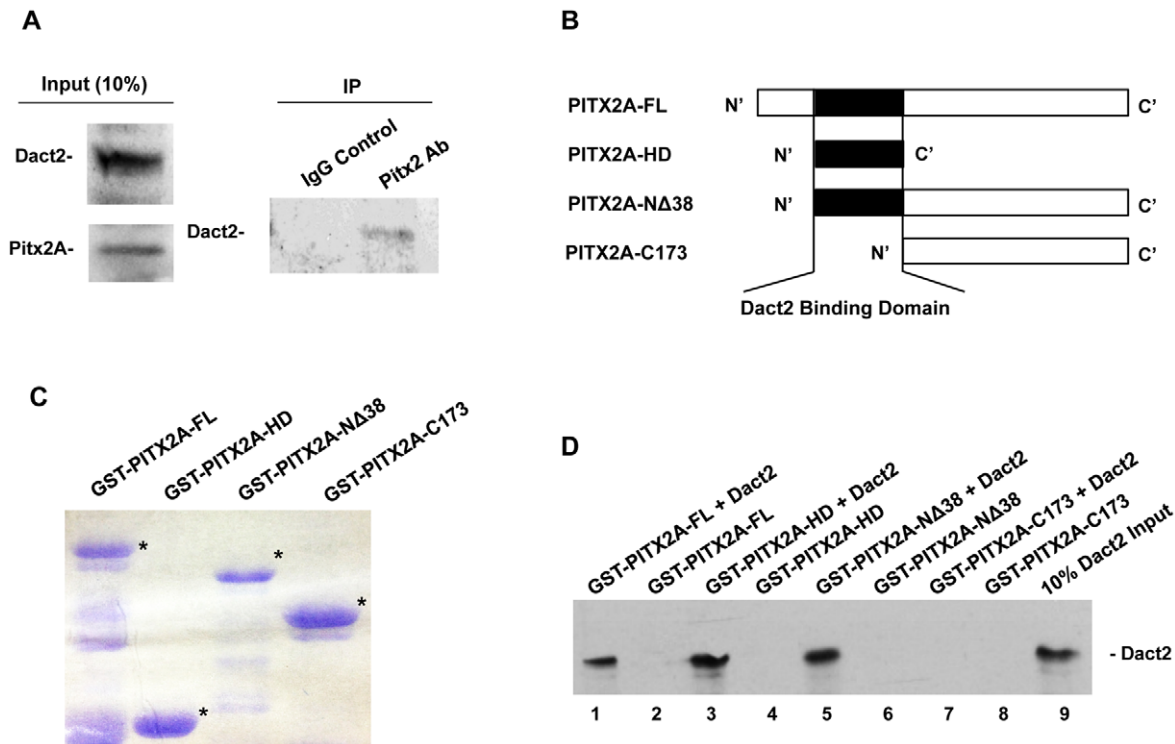 A
Input (10%)
IP
Dact2-
Pitx2A-
IgG Control
Pitx2 Ab
Dact2-
B
PITX2A-FL N' C'
PITX2A-HD N' C'
PITX2A-NΔ38 N' C'
PITX2A-C173 N' C'
Dact2 Binding Domain
C
GST-PITX2A-FL
GST-PITX2A-HD
GST-PITX2A-NΔ38
GST-PITX2A-C173
*
*
*
*
D
GST-PITX2A-FL + Dact2
GST-PITX2A-FL
GST-PITX2A-HD + Dact2
GST-PITX2A-HD
GST-PITX2A-NΔ38 + Dact2
GST-PITX2A-NΔ38
GST-PITX2A-C173 + Dact2
GST-PITX2A-C173
10% Dact2 Input
- Dact2
1 2 3 4 5 6 7 8 9